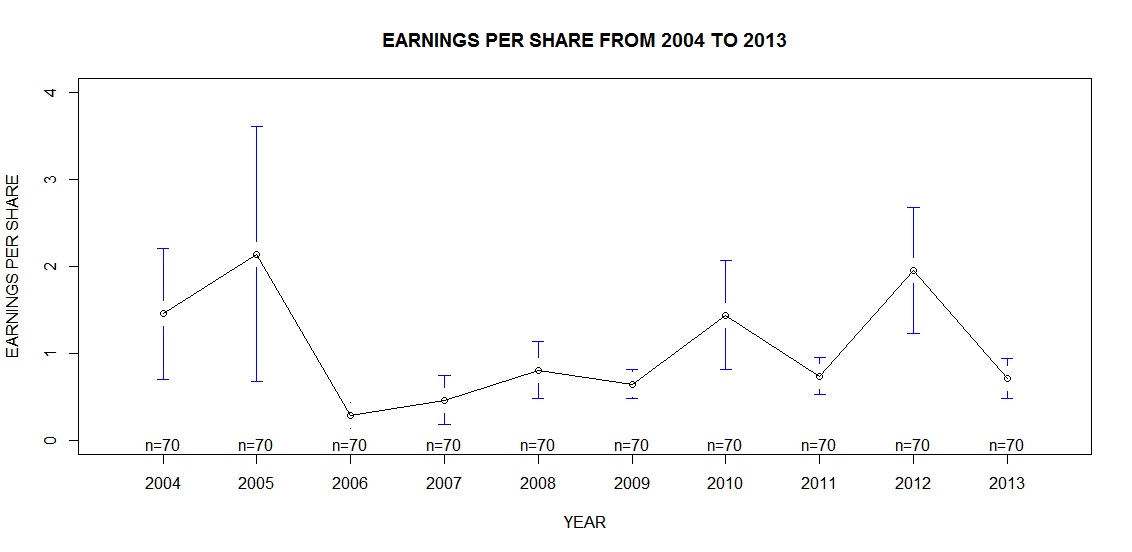 EARNINGS PER SHARE FROM 2004 TO 2013
EARNINGS PER SHARE
4
3
2
1
0
n=70 n=70 n=70 n=70 n=70 n=70 n=70 n=70 n=70 n=70
2004 2005 2006 2007 2008 2009 2010 2011 2012 2013
YEAR